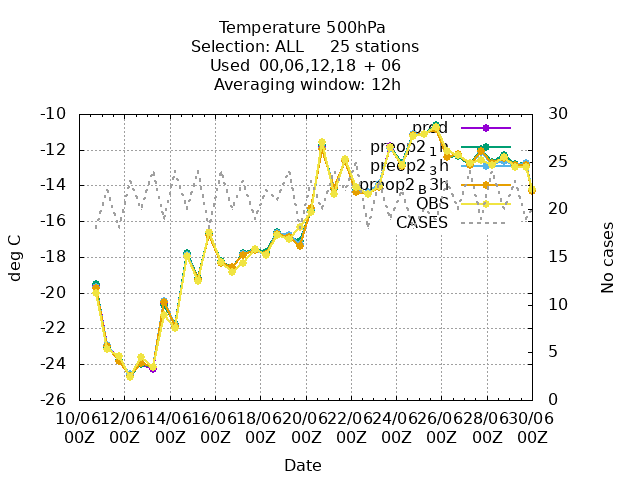 Temperature 500hPa
Selection: ALL 25 stations
Used 00,06,12,18 + 06
Averaging window: 12h
-10 30
pred
-12 preop2_1h 25
preop2_3h
-14 preop2_B3h
OBS 20
-16 CASES
-18 15
-20 10
-22
-24 5
-26 0
deg C
No cases
10/06 12/06 14/06 16/06 18/06 20/06 22/06 24/06 26/06 28/06 30/06
00Z 00Z 00Z 00Z 00Z 00Z 00Z 00Z 00Z 00Z 00Z
Date